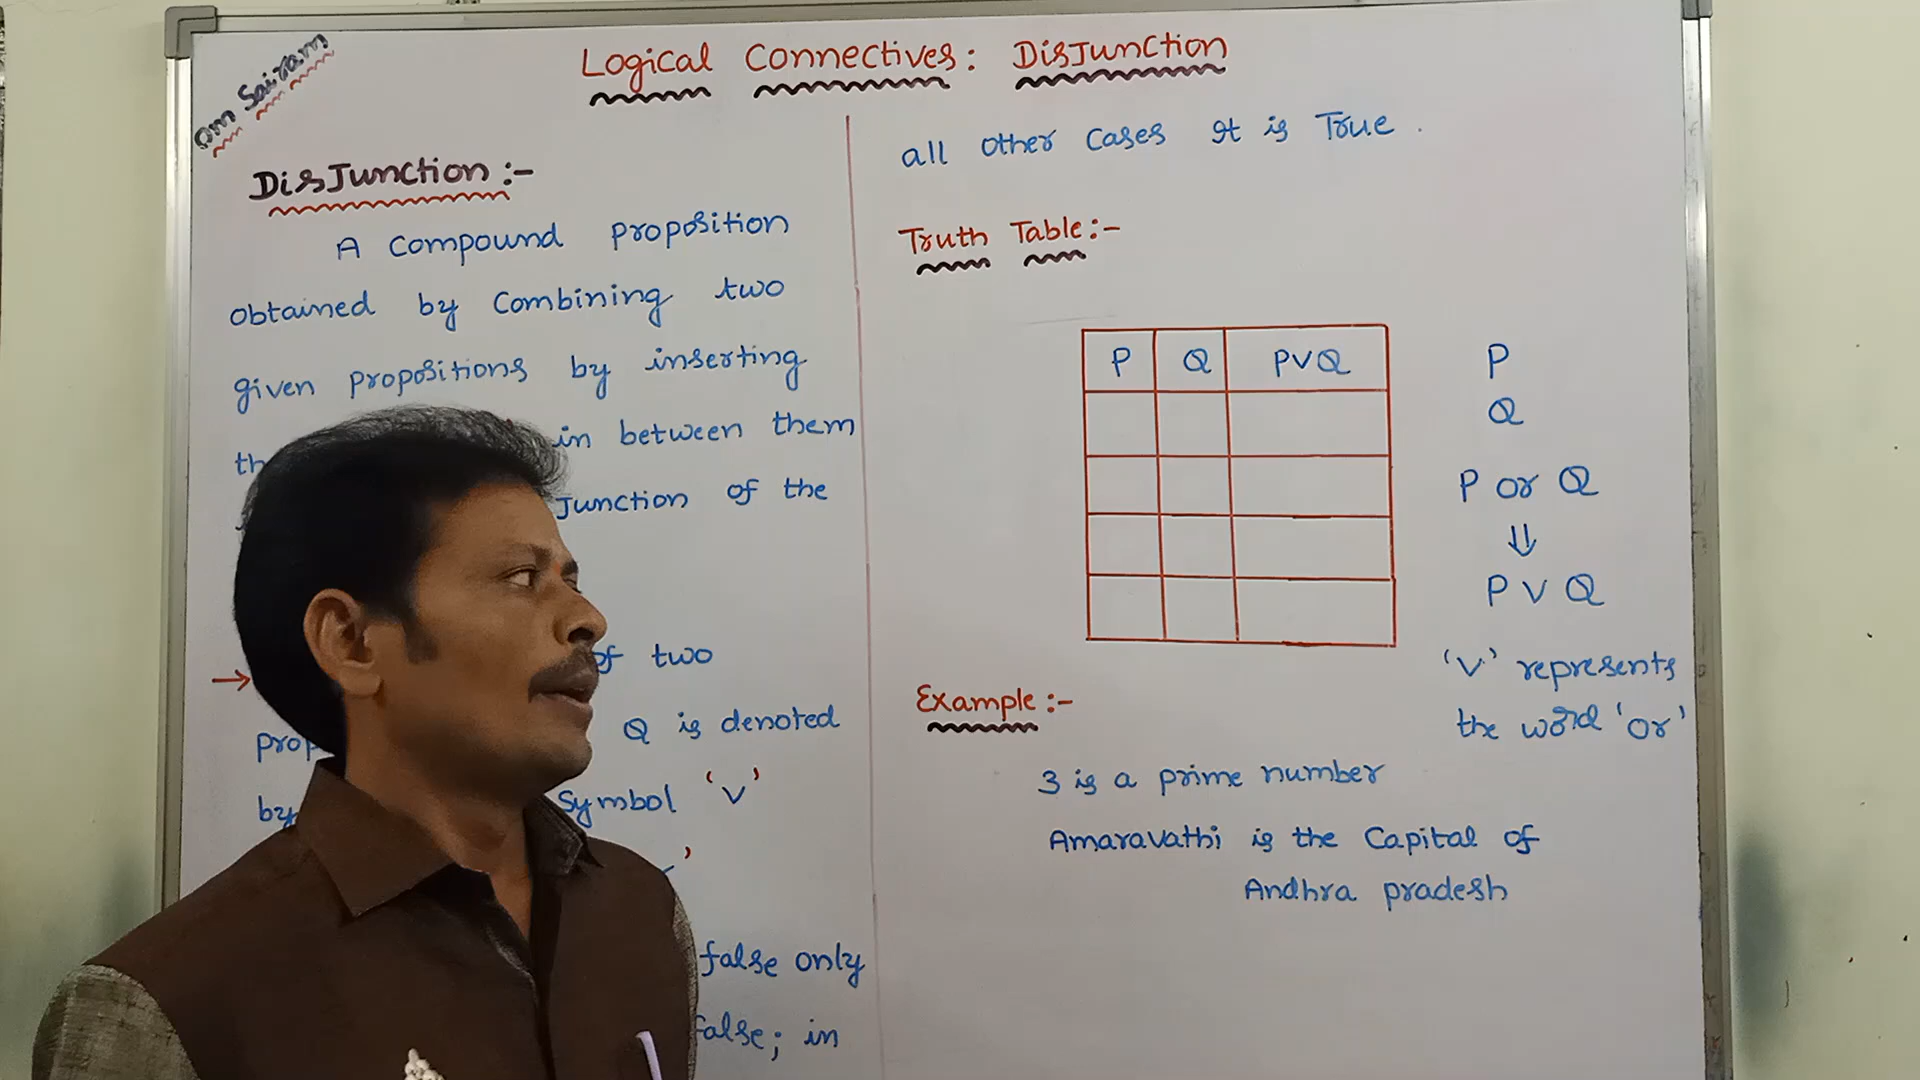 Om Sairam
Logical Connectives: Disjunction
Disjunction :-
A compound proposition
obtained by combining two
given propositions by inserting
in between them
junction of the
→
of two
Q is denoted
by
symbol 'v'
false only
false; in
all other cases It is True.
Truth Table:-
P Q PVQ
P
Q
P or Q
⇓
P V Q
'v' represents
the word 'or'
Example :-
3 is a prime number
Amaravathi is the Capital of
Andhra pradesh